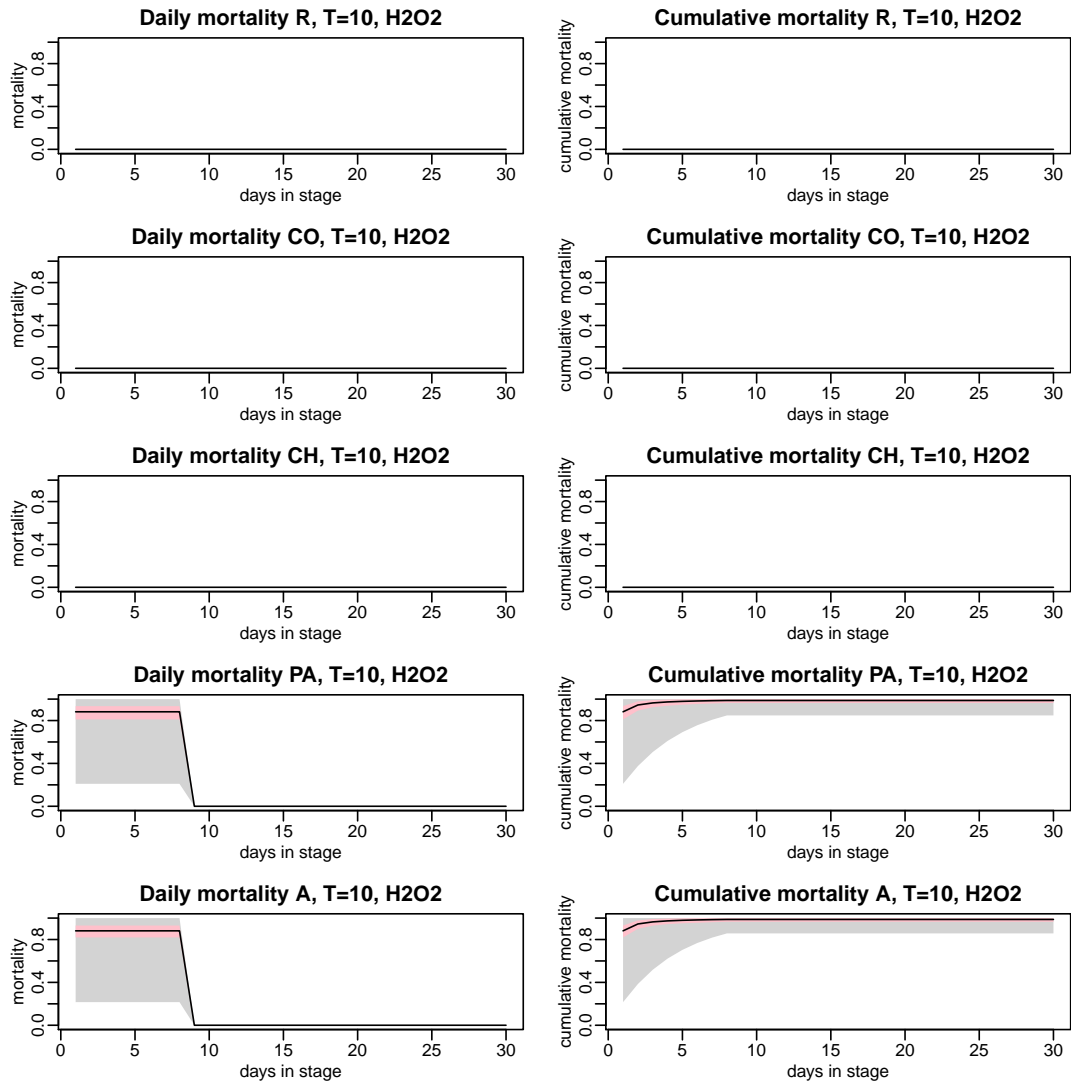 Daily mortality R, T=10, H2O2
mortality
0.0 0.4 0.8
0 5 10 15 20 25 30
days in stage
Cumulative mortality R, T=10, H2O2
cumulative mortality
0.0 0.4 0.8
0 5 10 15 20 25 30
days in stage
Daily mortality CO, T=10, H2O2
mortality
0.0 0.4 0.8
0 5 10 15 20 25 30
days in stage
Cumulative mortality CO, T=10, H2O2
cumulative mortality
0.0 0.4 0.8
0 5 10 15 20 25 30
days in stage
Daily mortality CH, T=10, H2O2
mortality
0.0 0.4 0.8
0 5 10 15 20 25 30
days in stage
Cumulative mortality CH, T=10, H2O2
cumulative mortality
0.0 0.4 0.8
0 5 10 15 20 25 30
days in stage
Daily mortality PA, T=10, H2O2
mortality
0.0 0.4 0.8
0 5 10 15 20 25 30
days in stage
Cumulative mortality PA, T=10, H2O2
cumulative mortality
0.0 0.4 0.8
0 5 10 15 20 25 30
days in stage
Daily mortality A, T=10, H2O2
mortality
0.0 0.4 0.8
0 5 10 15 20 25 30
days in stage
Cumulative mortality A, T=10, H2O2
cumulative mortality
0.0 0.4 0.8
0 5 10 15 20 25 30
days in stage